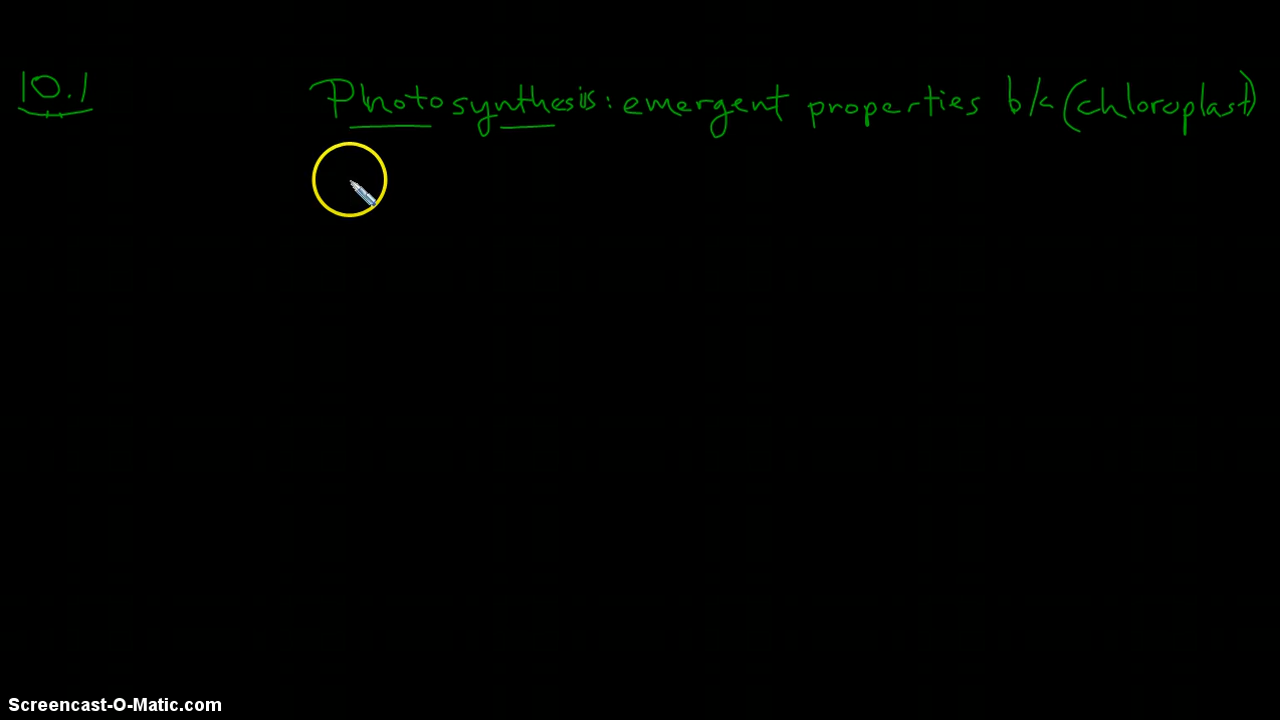 10.1 Photosynthesis: emergent properties b/c (chloroplast)
Screencast-O-Matic.com